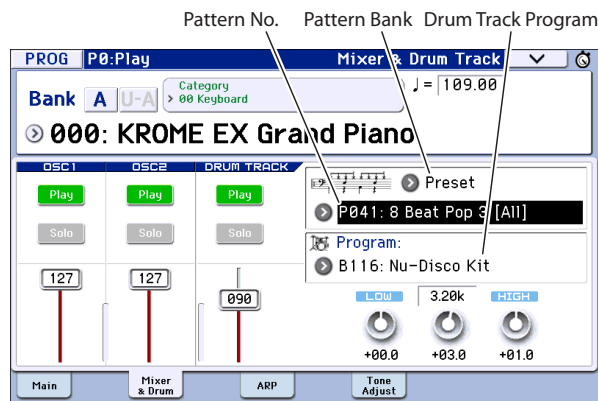 Pattern No. Pattern Bank Drum Track Program
PROG P0:Play Mixer & Drum Track
Bank A U-A Category
00 Keyboard
♩= 109.00
000: KROME EX Grand Piano
OSC1 OSC2 DRUM TRACK
Play Play Play
Solo Solo Solo
127 127 090
Preset
P041: 8 Beat Pop 3 [All]
Program:
B116: Nu-Disco Kit
LOW 3.20k HIGH
+00.0 +03.0 +01.0
Main Mixer & Drum ARP Tone Adjust